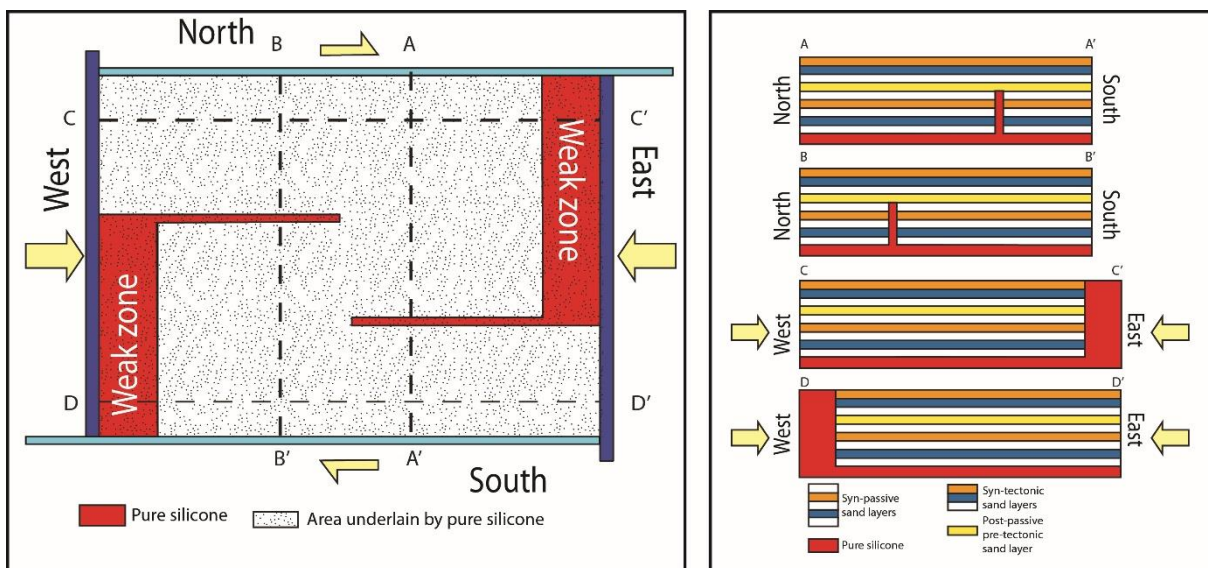 North
B
A
C
C'
West
East
Weak zone
Weak zone
D
D'
B'
A'
South
Pure silicone
Area underlain by pure silicone
A
A'
North
South
B
B'
North
South
C
C'
West
East
D
D'
West
East
Syn-passive
sand layers
Pure silicone
Syn-tectonic
sand layers
Post-passive
pre-tectonic
sand layer